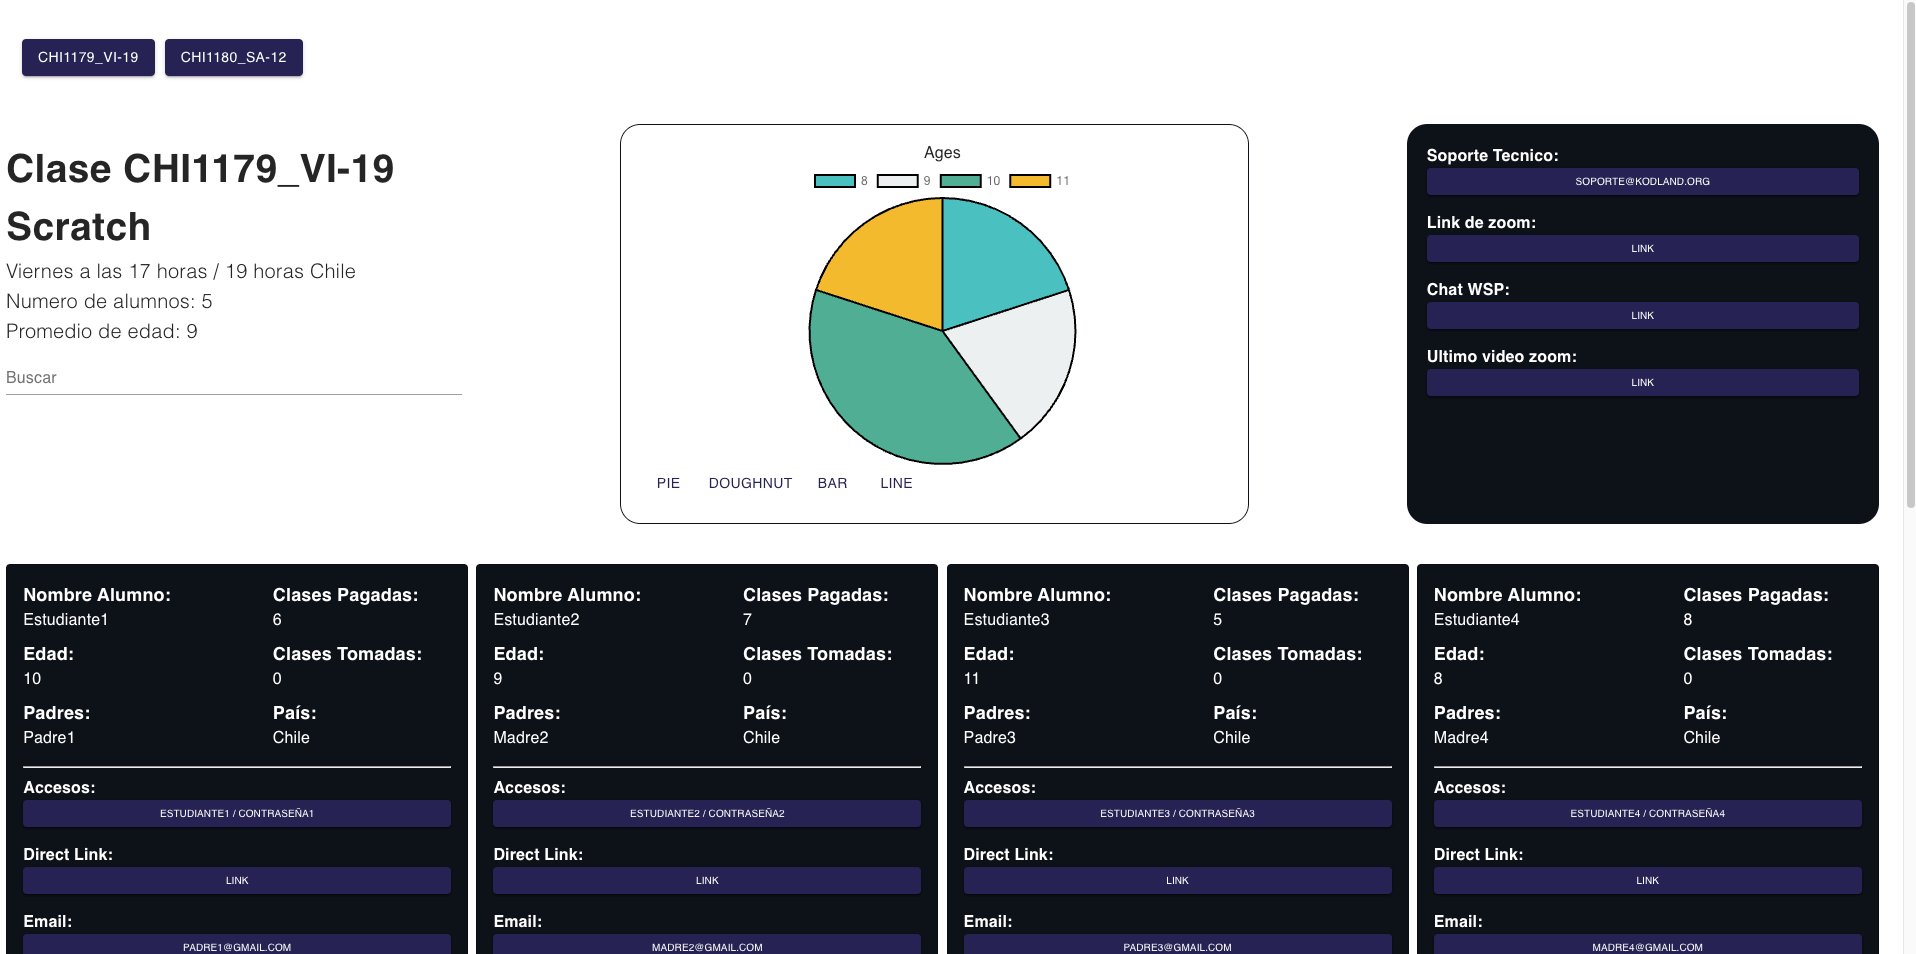 CHI1179_VI-19 CHI1180_SA-12
Clase CHI1179_VI-19
Scratch
Viernes a las 17 horas / 19 horas Chile
Numero de alumnos: 5
Promedio de edad: 9
Buscar
Ages
8 9 10 11
PIE DOUGHNUT BAR LINE
Soporte Tecnico:
SOPORTE@KODLAND.ORG
Link de zoom:
LINK
Chat WSP:
LINK
Ultimo video zoom:
LINK
Nombre Alumno: Clases Pagadas:
Estudiante1 6
Edad: Clases Tomadas:
10 0
Padres: País:
Padre1 Chile
Accesos:
ESTUDIANTE1 / CONTRASEÑA1
Direct Link:
LINK
Email:
PADRE1@GMAIL.COM
Nombre Alumno: Clases Pagadas:
Estudiante2 7
Edad: Clases Tomadas:
9 0
Padres: País:
Madre2 Chile
Accesos:
ESTUDIANTE2 / CONTRASEÑA2
Direct Link:
LINK
Email:
MADRE2@GMAIL.COM
Nombre Alumno: Clases Pagadas:
Estudiante3 5
Edad: Clases Tomadas:
11 0
Padres: País:
Padre3 Chile
Accesos:
ESTUDIANTE3 / CONTRASEÑA3
Direct Link:
LINK
Email:
PADRE3@GMAIL.COM
Nombre Alumno: Clases Pagadas:
Estudiante4 8
Edad: Clases Tomadas:
8 0
Padres: País:
Madre4 Chile
Accesos:
ESTUDIANTE4 / CONTRASEÑA4
Direct Link:
LINK
Email:
MADRE4@GMAIL.COM